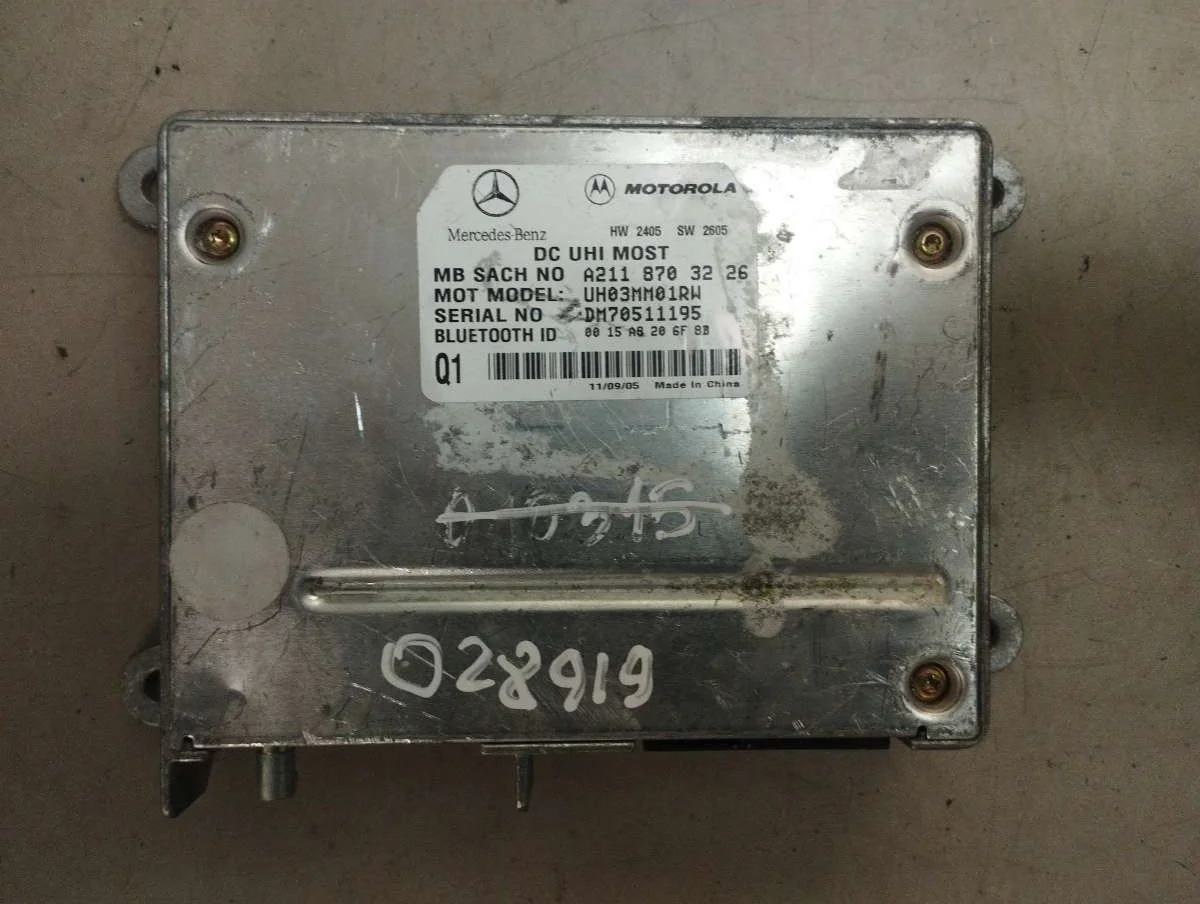 MOTOROLA
Mercedes-Benz HW 2405 SW 2605
DC UHI MOST
MB SACH NO A211 870 32 26
MOT MODEL: UH03MM01RW
SERIAL NO DM70511195
BLUETOOTH ID 00 15 A8 20 6F 8B
Q1
11/09/05 Made In China
028919